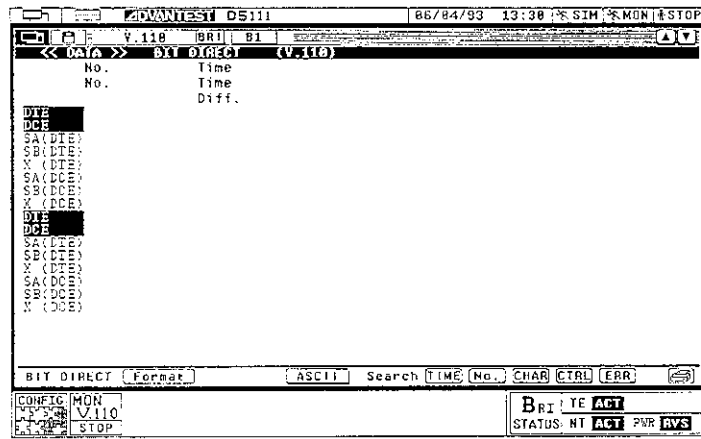 ADVANTEST D5111 06/04/93 13:30 SIM MON STOP
V.110 BRI B1
<< DATA >> BIT DIRECT (V.110)
No. Time
No. Time
Diff.
DTE
DCE
SA(DTE)
SB(DTE)
X (DTE)
SA(DCE)
SB(DCE)
X (DCE)
DTE
DCE
SA(DTE)
SB(DTE)
X (DTE)
SA(DCE)
SB(DCE)
X (DCE)
BIT DIRECT Format ASCII Search TIME No. CHAR CTRL ERR
CONFIG MON
V.110
STOP
BRI TE ACT
STATUS NT ACT PWR RVS